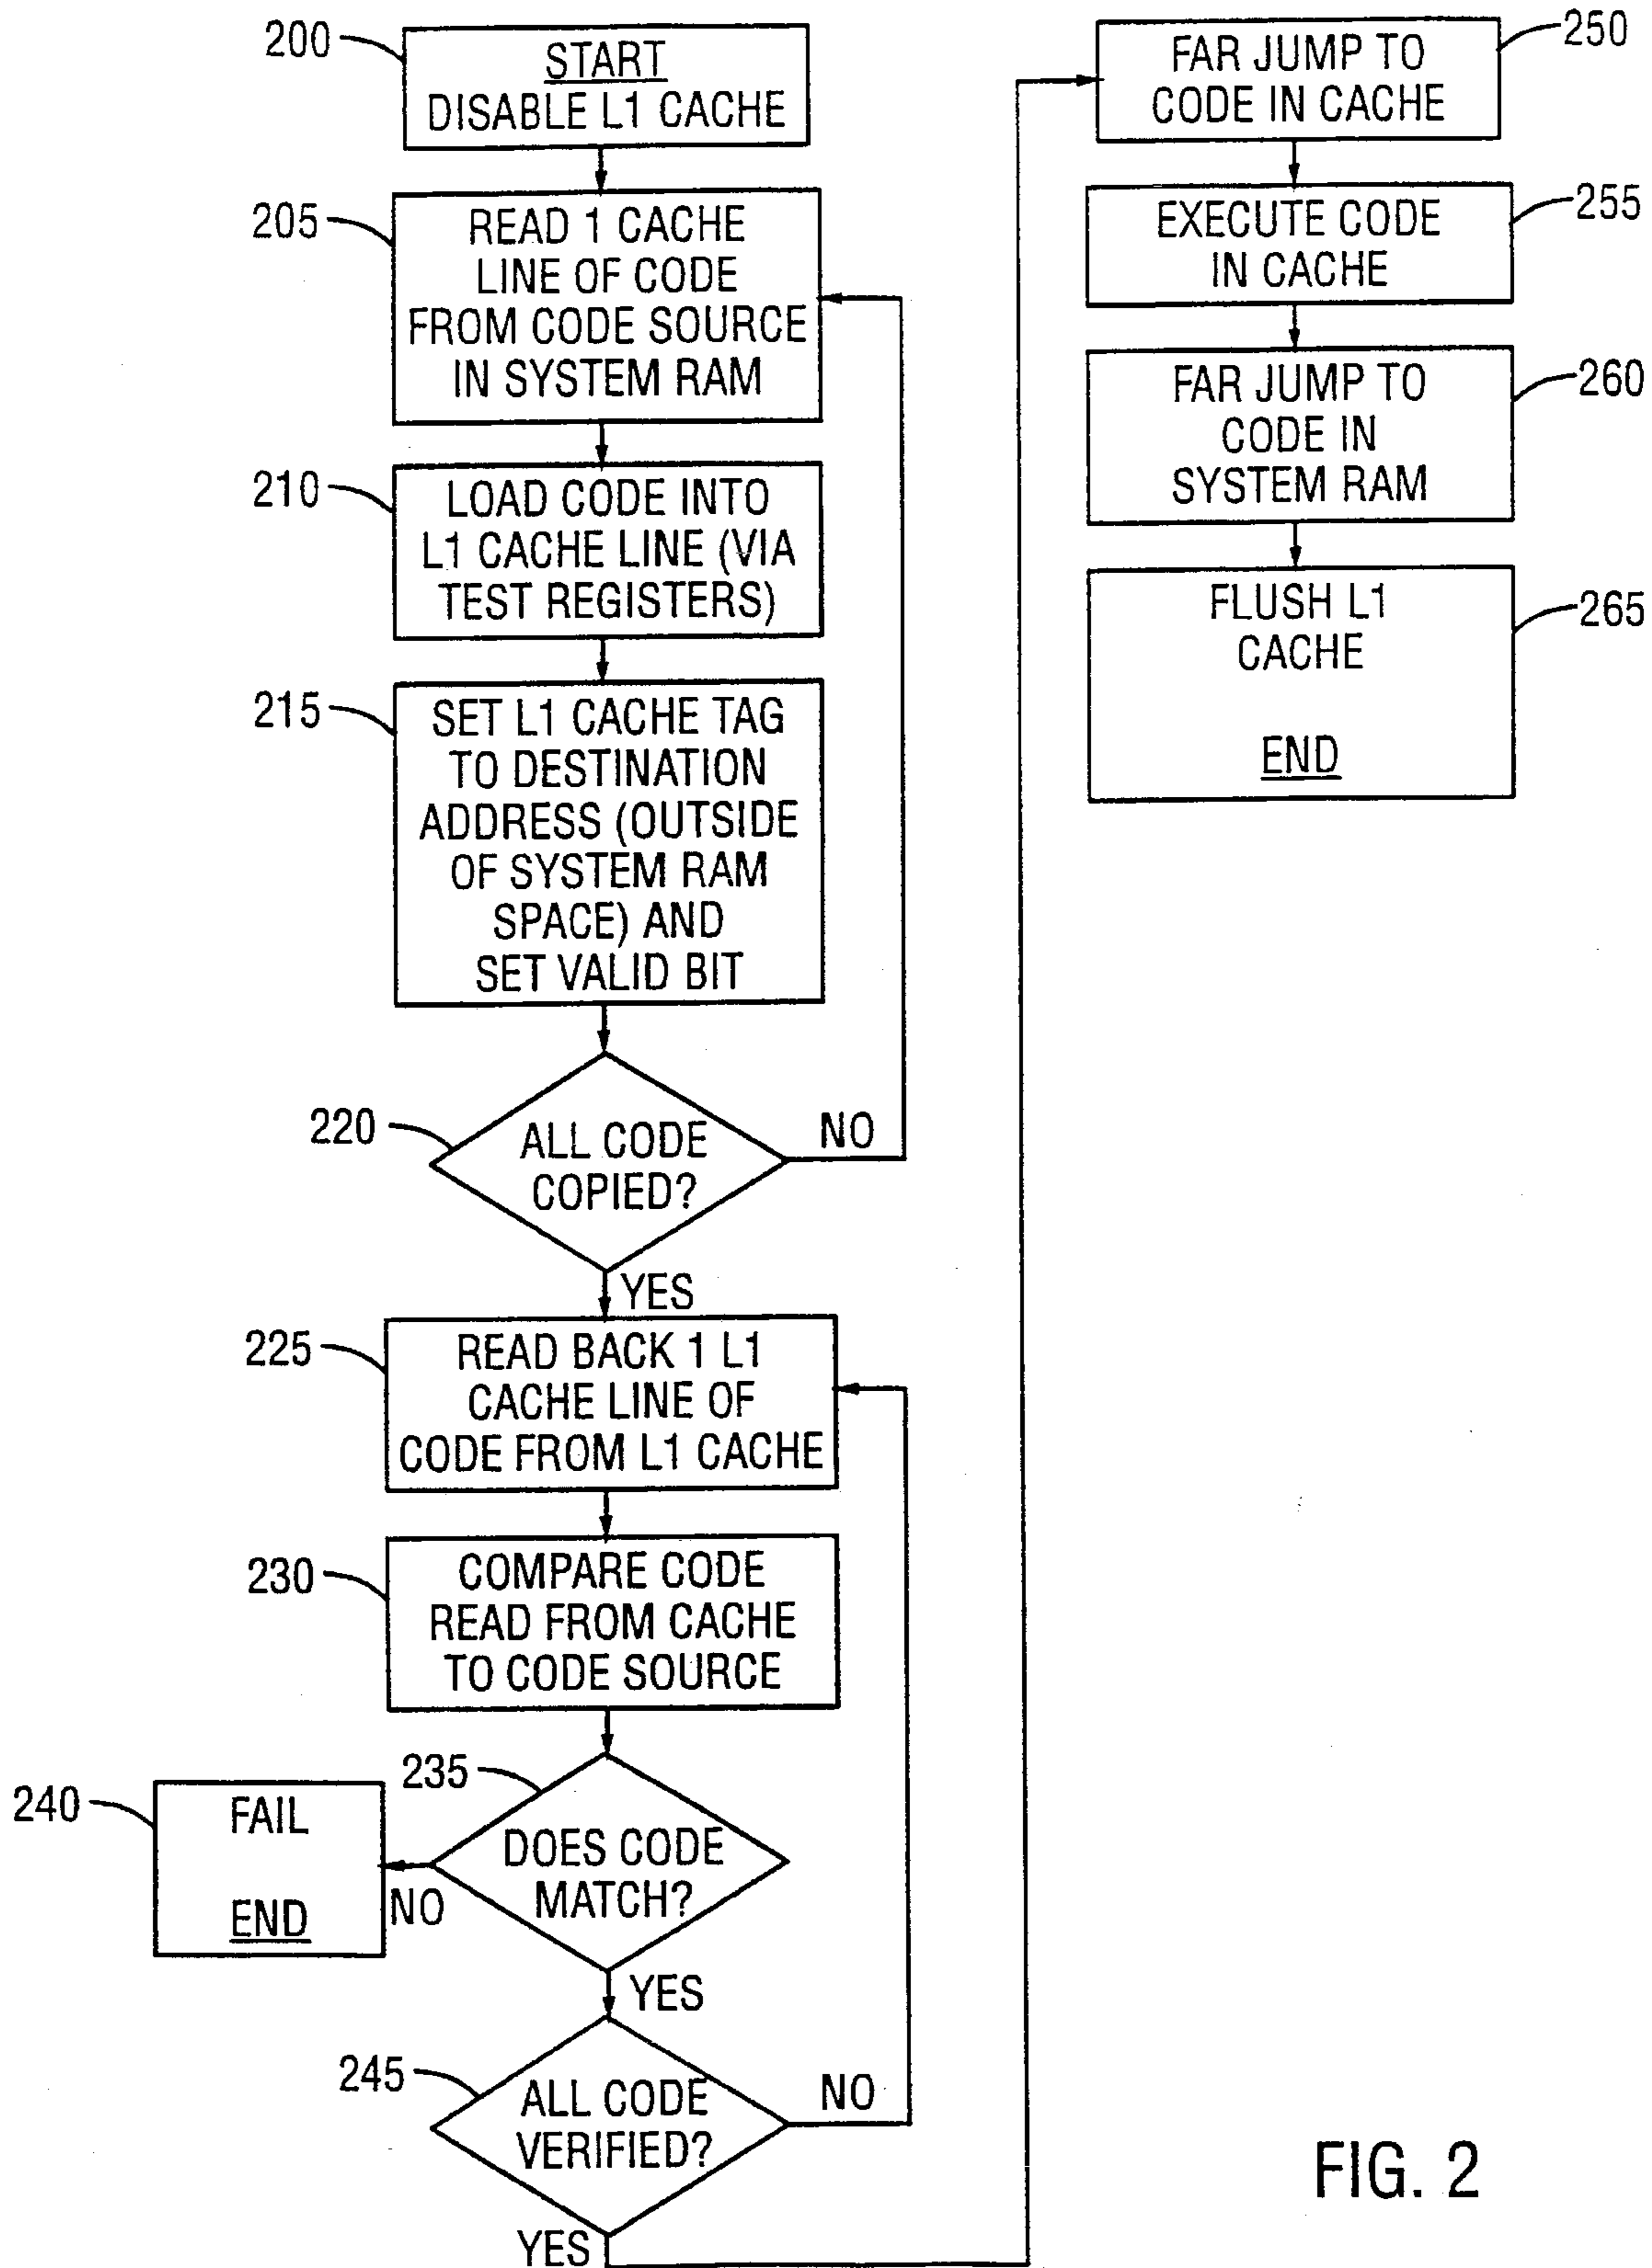 200
START
DISABLE L1 CACHE
205
READ 1 CACHE
LINE OF CODE
FROM CODE SOURCE
IN SYSTEM RAM
210
LOAD CODE INTO
L1 CACHE LINE (VIA
TEST REGISTERS)
215
SET L1 CACHE TAG
TO DESTINATION
ADDRESS (OUTSIDE
OF SYSTEM RAM
SPACE) AND
SET VALID BIT
220
ALL CODE
COPIED?
NO
YES
225
READ BACK 1 L1
CACHE LINE OF
CODE FROM L1 CACHE
230
COMPARE CODE
READ FROM CACHE
TO CODE SOURCE
235
DOES CODE
MATCH?
NO
240
FAIL
END
YES
245
ALL CODE
VERIFIED?
NO
YES
250
FAR JUMP TO
CODE IN CACHE
255
EXECUTE CODE
IN CACHE
260
FAR JUMP TO
CODE IN
SYSTEM RAM
265
FLUSH L1
CACHE
END
FIG. 2